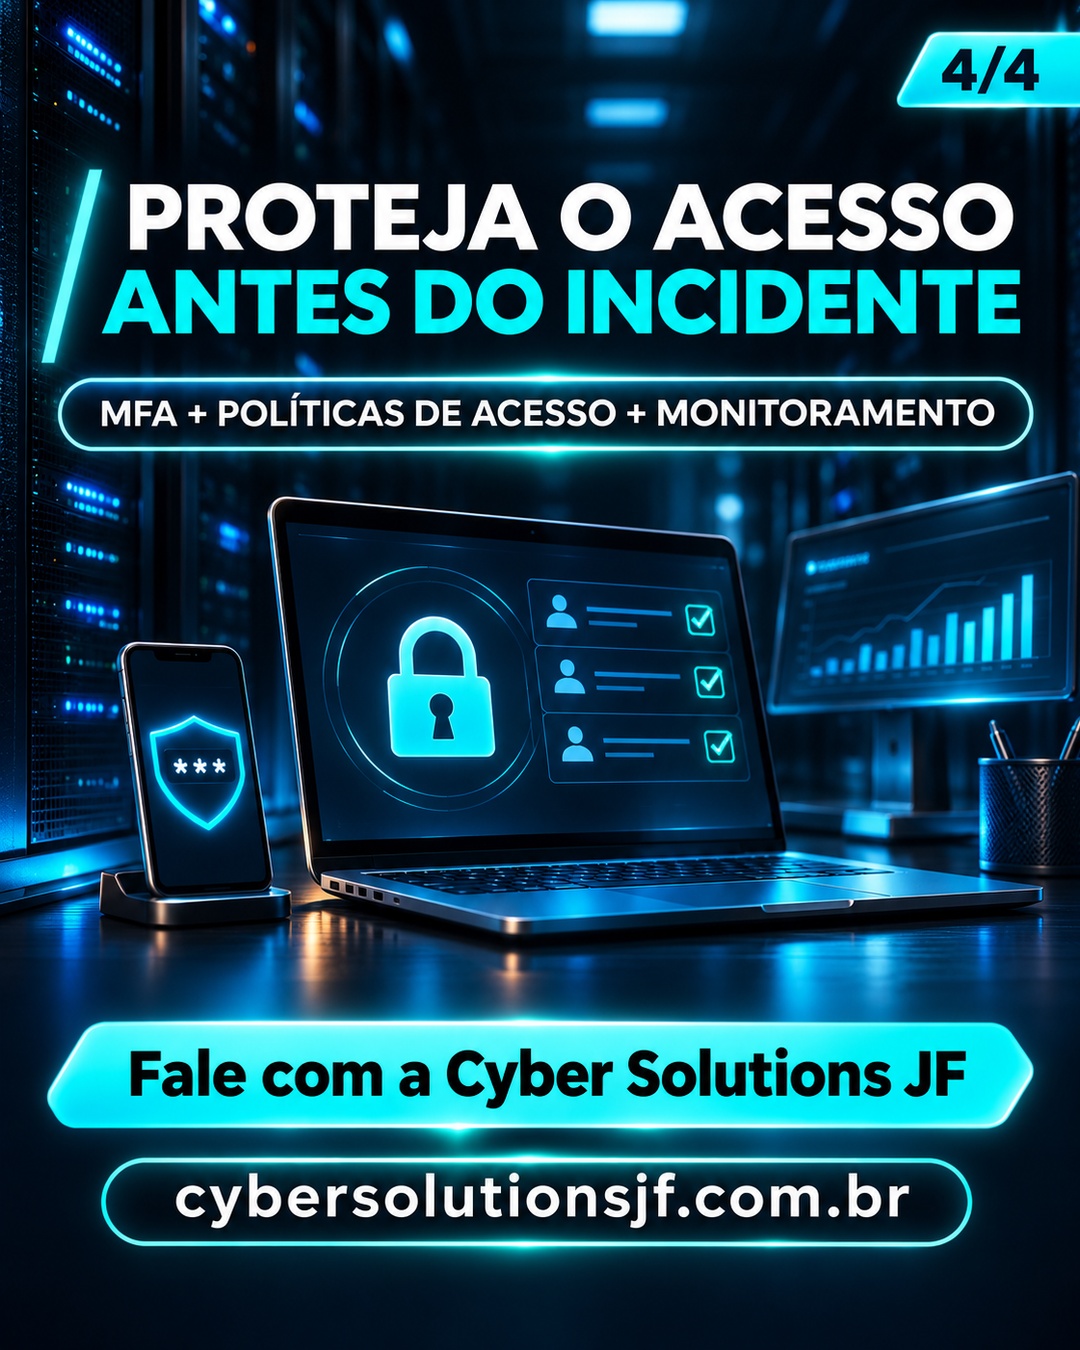 4/4
PROTEJA O ACESSO
ANTES DO INCIDENTE
MFA + POLÍTICAS DE ACESSO + MONITORAMENTO
***
Fale com a Cyber Solutions JF
cybersolutionsjf.com.br